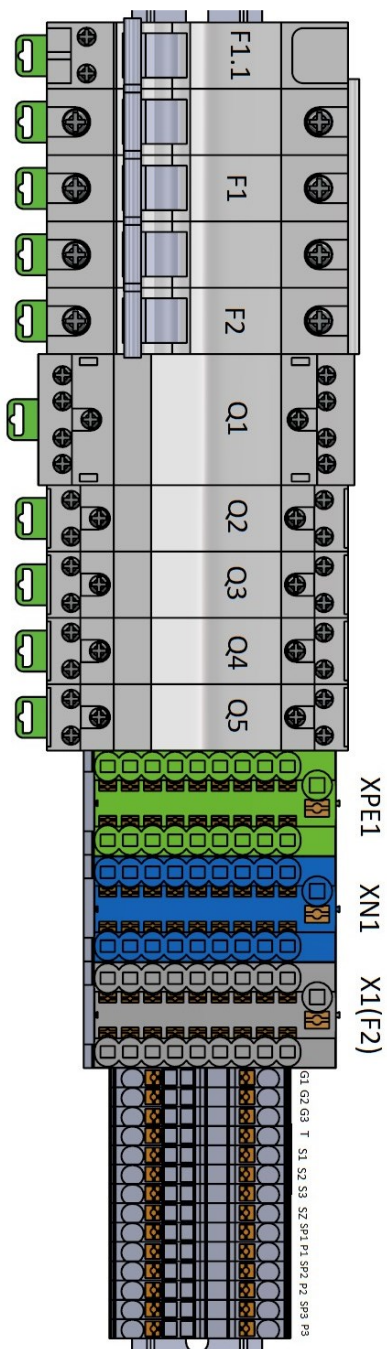 F1.1
F1
F2
Q1
Q2
Q3
Q4
Q5
XPE1
XN1
X1(F2)
G1 G2 G3 T S1 S2 S3 SZ SP1 P1 SP2 P2 SP3 P3